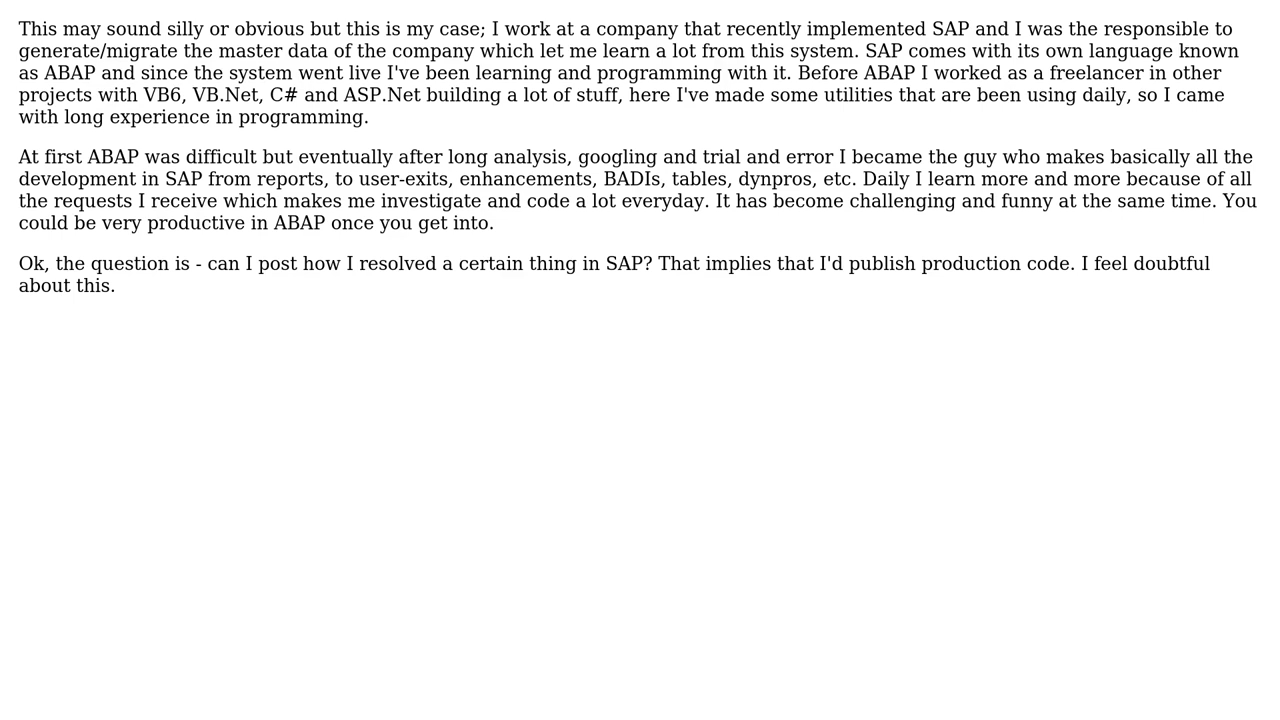 This may sound silly or obvious but this is my case; I work at a company that recently implemented SAP and I was the responsible to
generate/migrate the master data of the company which let me learn a lot from this system. SAP comes with its own language known
as ABAP and since the system went live I've been learning and programming with it. Before ABAP I worked as a freelancer in other
projects with VB6, VB.Net, C# and ASP.Net building a lot of stuff, here I've made some utilities that are been using daily, so I came
with long experience in programming.
At first ABAP was difficult but eventually after long analysis, googling and trial and error I became the guy who makes basically all the
development in SAP from reports, to user-exits, enhancements, BADIs, tables, dynpros, etc. Daily I learn more and more because of all
the requests I receive which makes me investigate and code a lot everyday. It has become challenging and funny at the same time. You
could be very productive in ABAP once you get into.
Ok, the question is - can I post how I resolved a certain thing in SAP? That implies that I'd publish production code. I feel doubtful
about this.